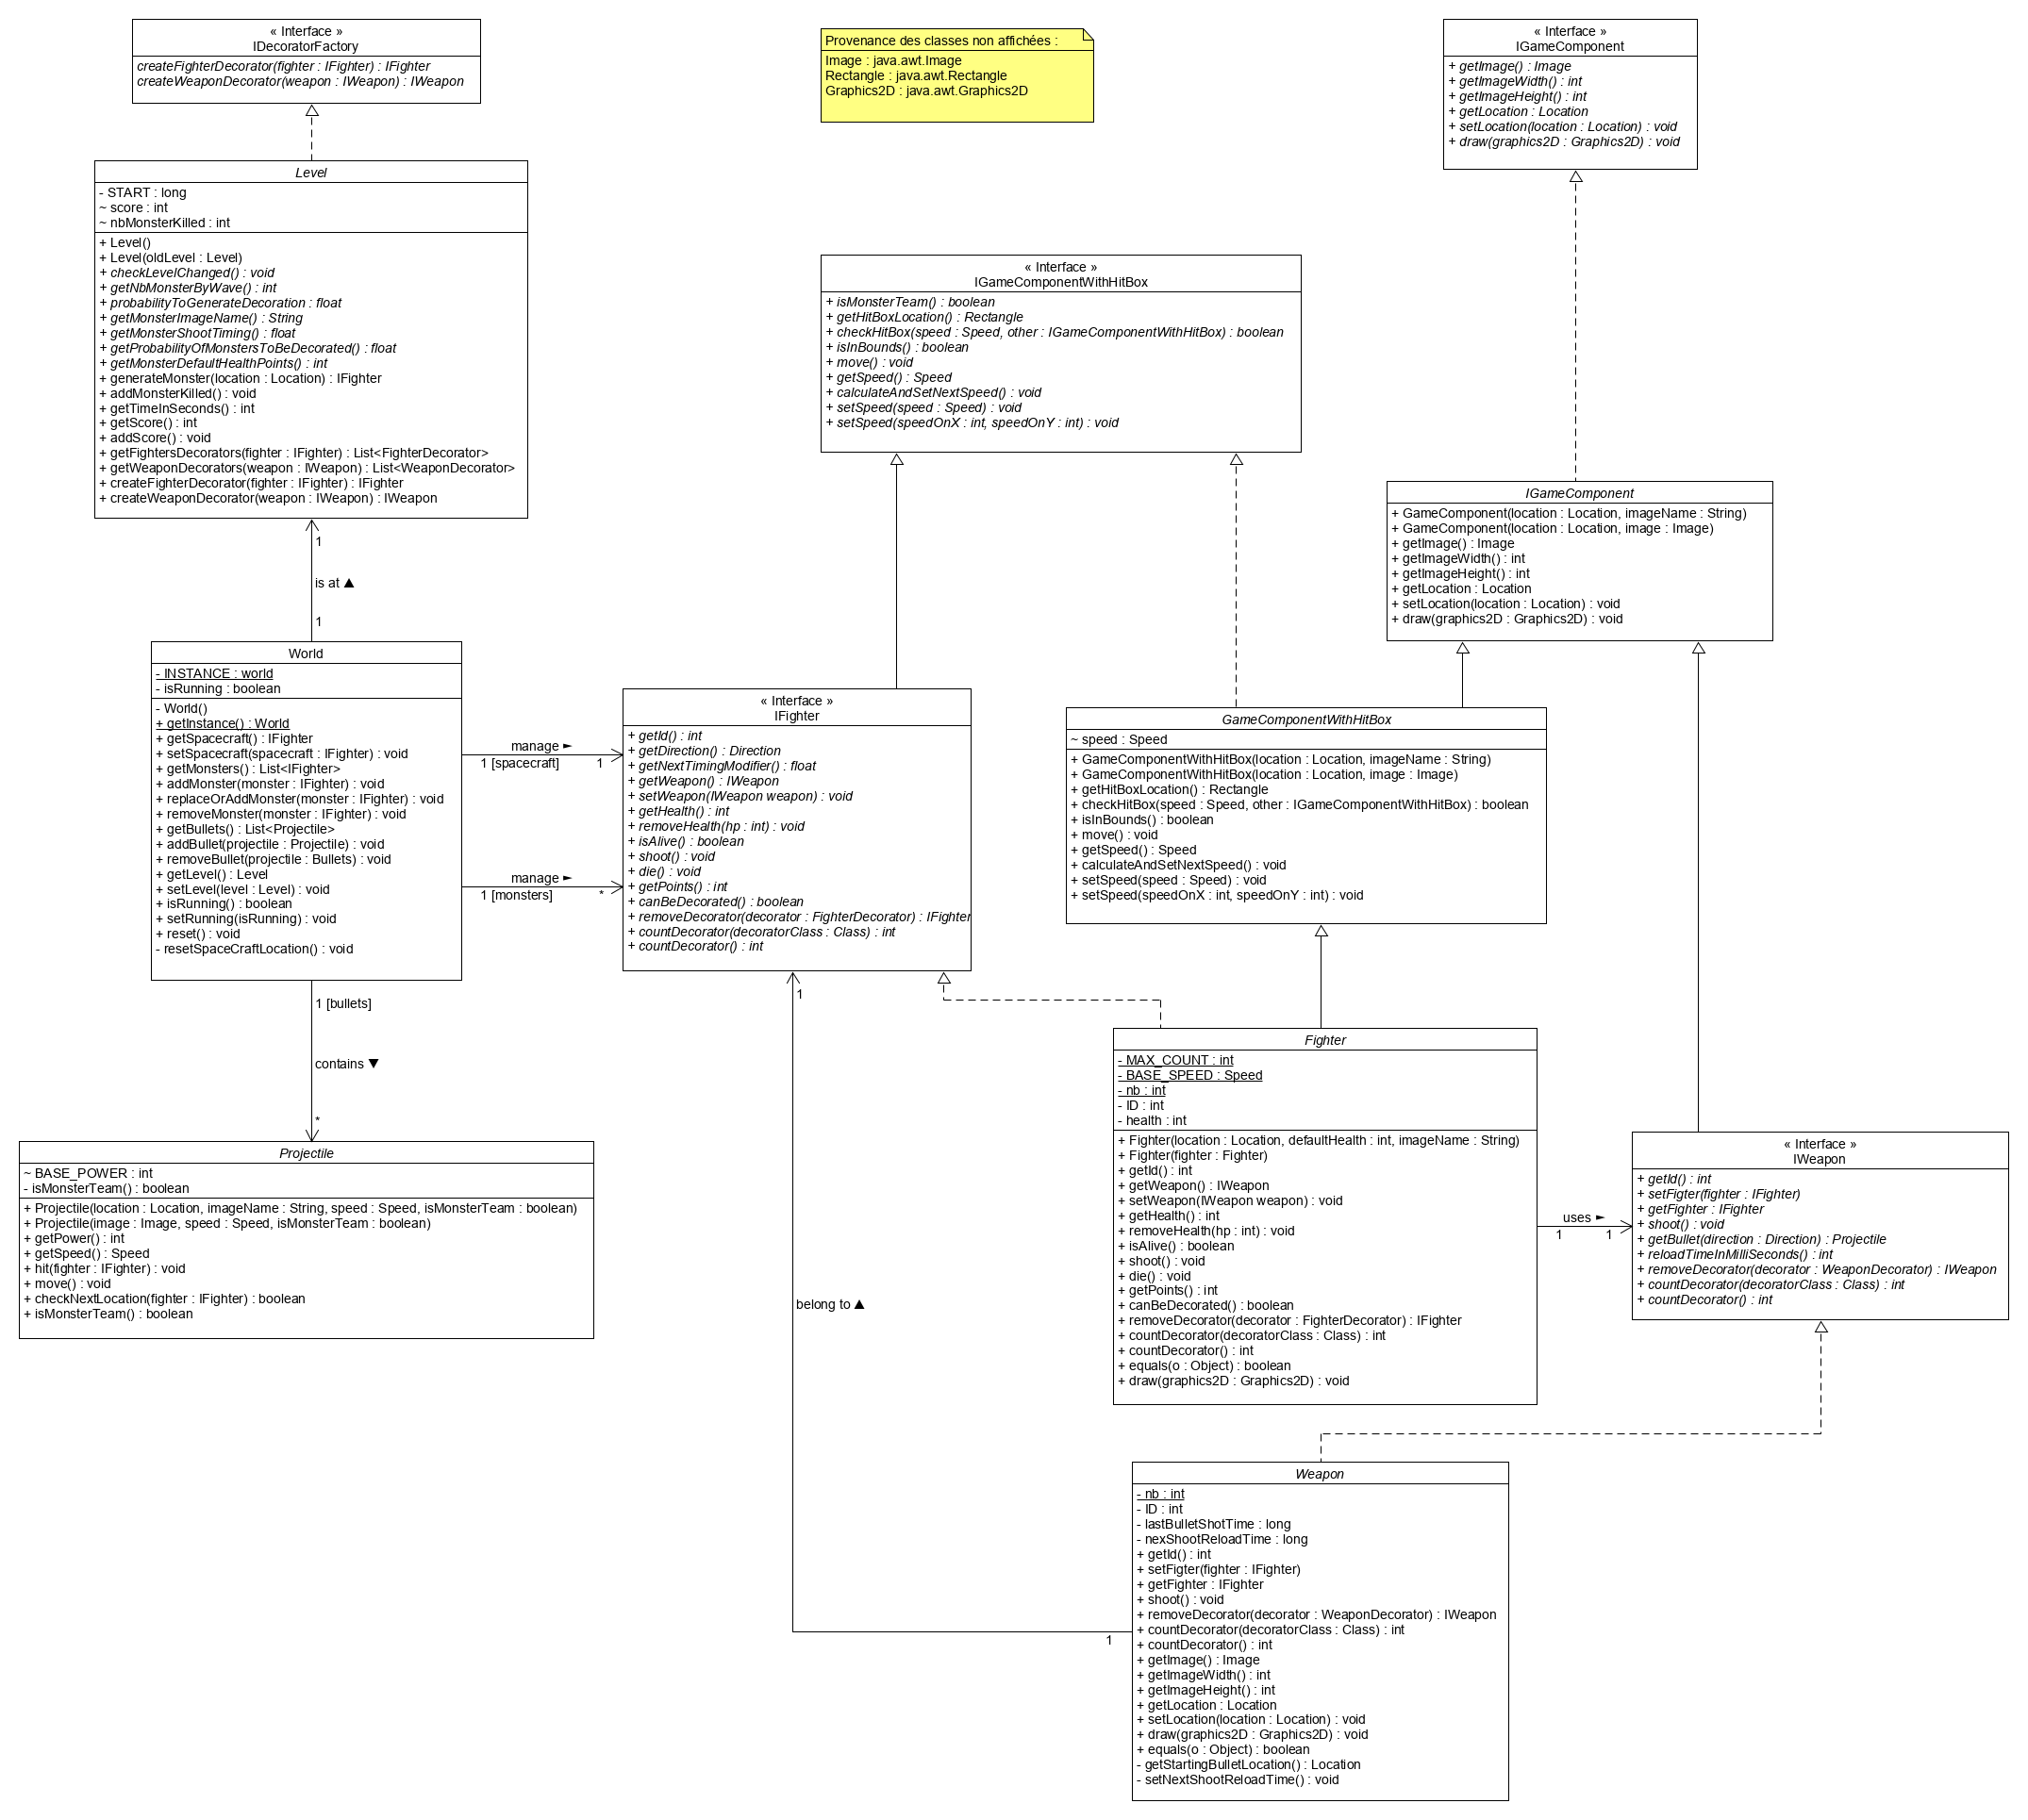 « Interface »
IDecoratorFactory
createFighterDecorator(fighter : IFighter) : IFighter
createWeaponDecorator(weapon : IWeapon) : IWeapon
Provenance des classes non affichées :
Image : java.awt.Image
Rectangle : java.awt.Rectangle
Graphics2D : java.awt.Graphics2D
« Interface »
IGameComponent
+ getImage() : Image
+ getImageWidth() : int
+ getImageHeight() : int
+ getLocation : Location
+ setLocation(location : Location) : void
+ draw(graphics2D : Graphics2D) : void
Level
- START : long
~ score : int
~ nbMonsterKilled : int
+ Level()
+ Level(oldLevel : Level)
+ checkLevelChanged() : void
+ getNbMonsterByWave() : int
+ probabilityToGenerateDecoration : float
+ getMonsterImageName() : String
+ getMonsterShootTiming() : float
+ getProbabilityOfMonstersToBeDecorated() : float
+ getMonsterDefaultHealthPoints() : int
+ generateMonster(location : Location) : IFighter
+ addMonsterKilled() : void
+ getTimeInSeconds() : int
+ getScore() : int
+ addScore() : void
+ getFightersDecorators(fighter : IFighter) : List<FighterDecorator>
+ getWeaponDecorators(weapon : IWeapon) : List<WeaponDecorator>
+ createFighterDecorator(fighter : IFighter) : IFighter
+ createWeaponDecorator(weapon : IWeapon) : IWeapon
« Interface »
IGameComponentWithHitBox
+ isMonsterTeam() : boolean
+ getHitBoxLocation() : Rectangle
+ checkHitBox(speed : Speed, other : IGameComponentWithHitBox) : boolean
+ isInBounds() : boolean
+ move() : void
+ getSpeed() : Speed
+ calculateAndSetNextSpeed() : void
+ setSpeed(speed : Speed) : void
+ setSpeed(speedOnX : int, speedOnY : int) : void
IGameComponent
+ GameComponent(location : Location, imageName : String)
+ GameComponent(location : Location, image : Image)
+ getImage() : Image
+ getImageWidth() : int
+ getImageHeight() : int
+ getLocation : Location
+ setLocation(location : Location) : void
+ draw(graphics2D : Graphics2D) : void
1
is at ▲
1
World
- INSTANCE : world
- isRunning : boolean
- World()
+ getInstance() : World
+ getSpacecraft() : IFighter
+ setSpacecraft(spacecraft : IFighter) : void
+ getMonsters() : List<IFighter>
+ addMonster(monster : IFighter) : void
+ replaceOrAddMonster(monster : IFighter) : void
+ removeMonster(monster : IFighter) : void
+ getBullets() : List<Projectile>
+ addBullet(projectile : Projectile) : void
+ removeBullet(projectile : Bullets) : void
+ getLevel() : Level
+ setLevel(level : Level) : void
+ isRunning() : boolean
+ setRunning(isRunning) : void
+ reset() : void
- resetSpaceCraftLocation() : void
manage ►
1 [spacecraft] 1
manage ►
1 [monsters] *
« Interface »
IFighter
+ getId() : int
+ getDirection() : Direction
+ getNextTimingModifier() : float
+ getWeapon() : IWeapon
+ setWeapon(IWeapon weapon) : void
+ getHealth() : int
+ removeHealth(hp : int) : void
+ isAlive() : boolean
+ shoot() : void
+ die() : void
+ getPoints() : int
+ canBeDecorated() : boolean
+ removeDecorator(decorator : FighterDecorator) : IFighter
+ countDecorator(decoratorClass : Class) : int
+ countDecorator() : int
GameComponentWithHitBox
~ speed : Speed
+ GameComponentWithHitBox(location : Location, imageName : String)
+ GameComponentWithHitBox(location : Location, image : Image)
+ getHitBoxLocation() : Rectangle
+ checkHitBox(speed : Speed, other : IGameComponentWithHitBox) : boolean
+ isInBounds() : boolean
+ move() : void
+ getSpeed() : Speed
+ calculateAndSetNextSpeed() : void
+ setSpeed(speed : Speed) : void
+ setSpeed(speedOnX : int, speedOnY : int) : void
1 [bullets]
contains ▼
*
Projectile
~ BASE_POWER : int
- isMonsterTeam() : boolean
+ Projectile(location : Location, imageName : String, speed : Speed, isMonsterTeam : boolean)
+ Projectile(image : Image, speed : Speed, isMonsterTeam : boolean)
+ getPower() : int
+ getSpeed() : Speed
+ hit(fighter : IFighter) : void
+ move() : void
+ checkNextLocation(fighter : IFighter) : boolean
+ isMonsterTeam() : boolean
1
belong to ▲
1
Fighter
- MAX_COUNT : int
- BASE_SPEED : Speed
- nb : int
- ID : int
- health : int
+ Fighter(location : Location, defaultHealth : int, imageName : String)
+ Fighter(fighter : Fighter)
+ getId() : int
+ getWeapon() : IWeapon
+ setWeapon(IWeapon weapon) : void
+ getHealth() : int
+ removeHealth(hp : int) : void
+ isAlive() : boolean
+ shoot() : void
+ die() : void
+ getPoints() : int
+ canBeDecorated() : boolean
+ removeDecorator(decorator : FighterDecorator) : IFighter
+ countDecorator(decoratorClass : Class) : int
+ countDecorator() : int
+ equals(o : Object) : boolean
+ draw(graphics2D : Graphics2D) : void
uses ►
1 1
« Interface »
IWeapon
+ getId() : int
+ setFigter(fighter : IFighter)
+ getFighter : IFighter
+ shoot() : void
+ getBullet(direction : Direction) : Projectile
+ reloadTimeInMilliSeconds() : int
+ removeDecorator(decorator : WeaponDecorator) : IWeapon
+ countDecorator(decoratorClass : Class) : int
+ countDecorator() : int
Weapon
- nb : int
- ID : int
- lastBulletShotTime : long
- nexShootReloadTime : long
+ getId() : int
+ setFigter(fighter : IFighter)
+ getFighter : IFighter
+ shoot() : void
+ removeDecorator(decorator : WeaponDecorator) : IWeapon
+ countDecorator(decoratorClass : Class) : int
+ countDecorator() : int
+ getImage() : Image
+ getImageWidth() : int
+ getImageHeight() : int
+ getLocation : Location
+ setLocation(location : Location) : void
+ draw(graphics2D : Graphics2D) : void
+ equals(o : Object) : boolean
- getStartingBulletLocation() : Location
- setNextShootReloadTime() : void